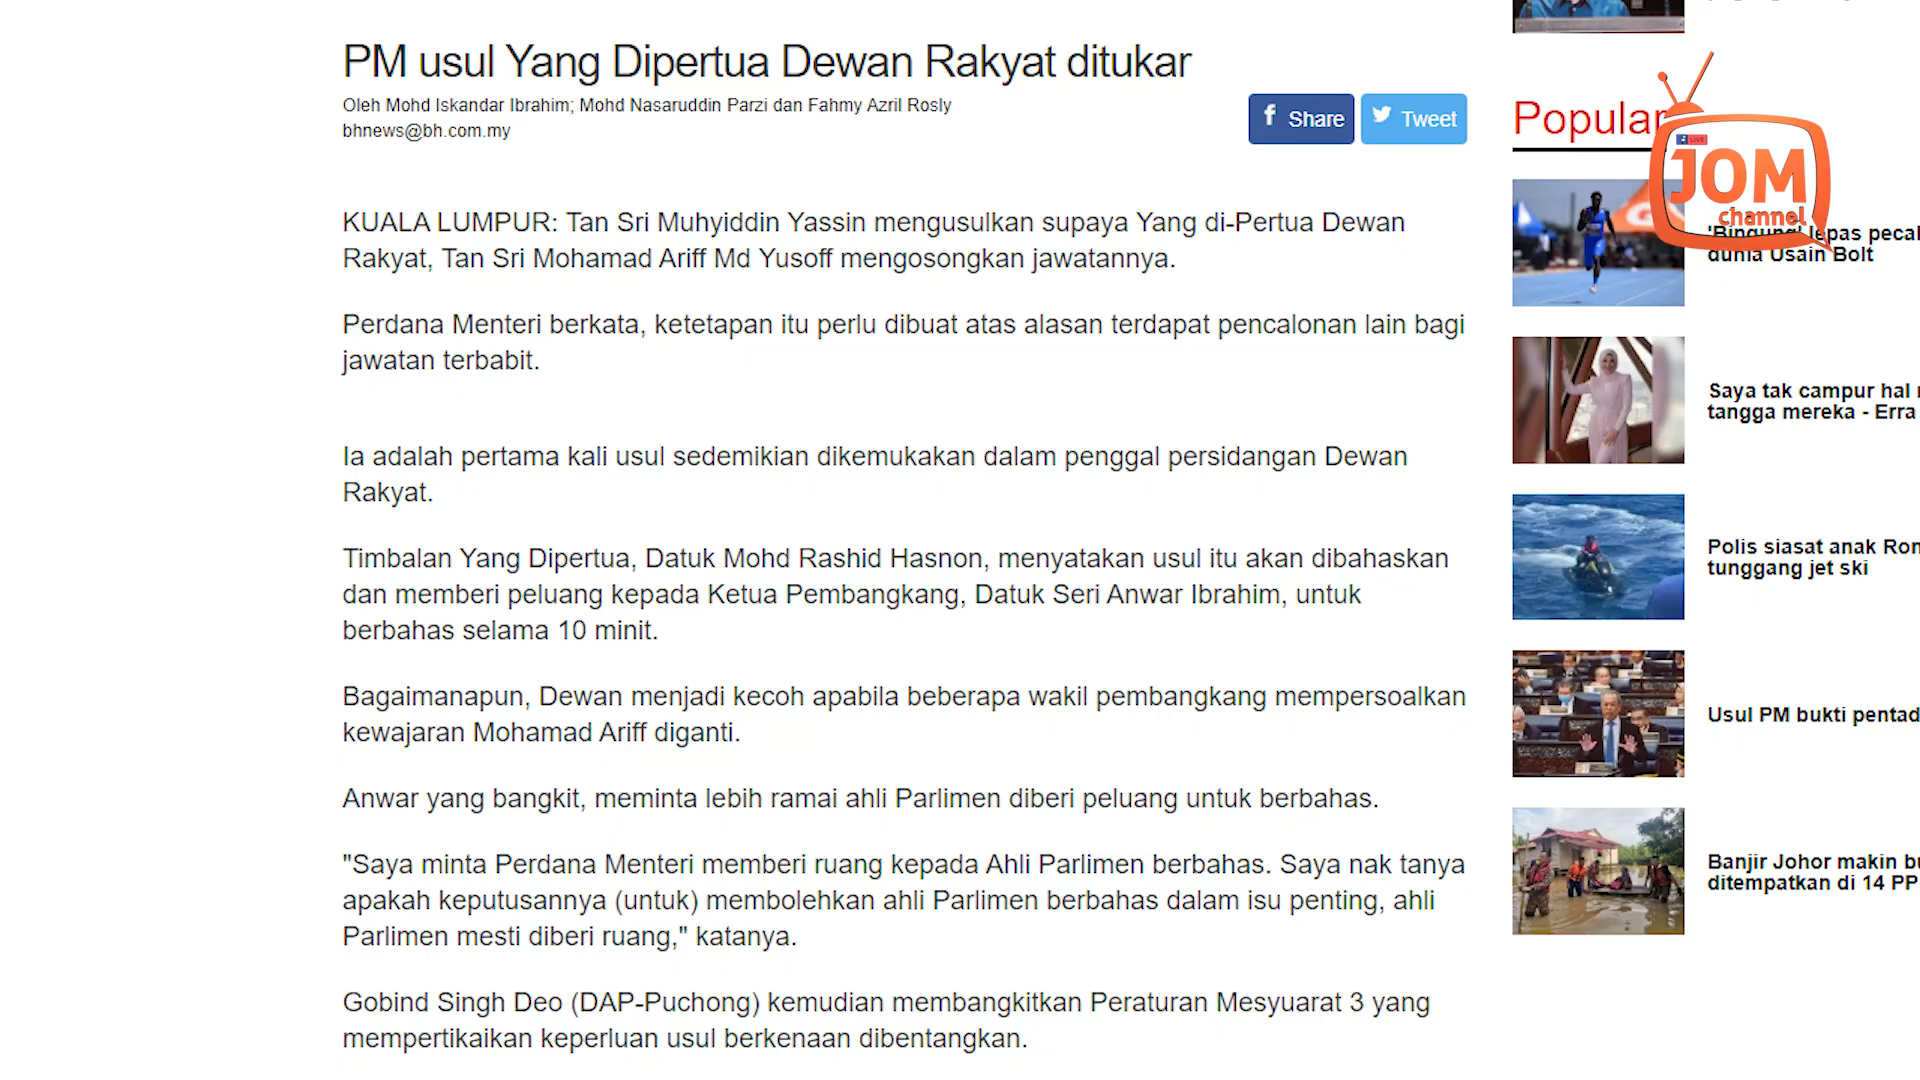 PM usul Yang Dipertua Dewan Rakyat ditukar
Oleh Mohd Iskandar Ibrahim; Mohd Nasaruddin Parzi dan Fahmy Azril Rosly
bhnews@bh.com.my
Share
Tweet
KUALA LUMPUR: Tan Sri Muhyiddin Yassin mengusulkan supaya Yang di-Pertua Dewan
Rakyat, Tan Sri Mohamad Ariff Md Yusoff mengosongkan jawatannya.
Perdana Menteri berkata, ketetapan itu perlu dibuat atas alasan terdapat pencalonan lain bagi
jawatan terbabit.
Ia adalah pertama kali usul sedemikian dikemukakan dalam penggal persidangan Dewan
Rakyat.
Timbalan Yang Dipertua, Datuk Mohd Rashid Hasnon, menyatakan usul itu akan dibahaskan
dan memberi peluang kepada Ketua Pembangkang, Datuk Seri Anwar Ibrahim, untuk
berbahas selama 10 minit.
Bagaimanapun, Dewan menjadi kecoh apabila beberapa wakil pembangkang mempersoalkan
kewajaran Mohamad Ariff diganti.
Anwar yang bangkit, meminta lebih ramai ahli Parlimen diberi peluang untuk berbahas.
"Saya minta Perdana Menteri memberi ruang kepada Ahli Parlimen berbahas. Saya nak tanya
apakah keputusannya (untuk) membolehkan ahli Parlimen berbahas dalam isu penting, ahli
Parlimen mesti diberi ruang," katanya.
Gobind Singh Deo (DAP-Puchong) kemudian membangkitkan Peraturan Mesyuarat 3 yang
mempertikaikan keperluan usul berkenaan dibentangkan.
Popular
LIVE
JOM
channel
'Bingung' lepas pecal
dunia Usain Bolt
Saya tak campur hal
tangga mereka - Erra
Polis siasat anak Ron
tunggang jet ski
Usul PM bukti pentad
Banjir Johor makin bu
ditempatkan di 14 PP